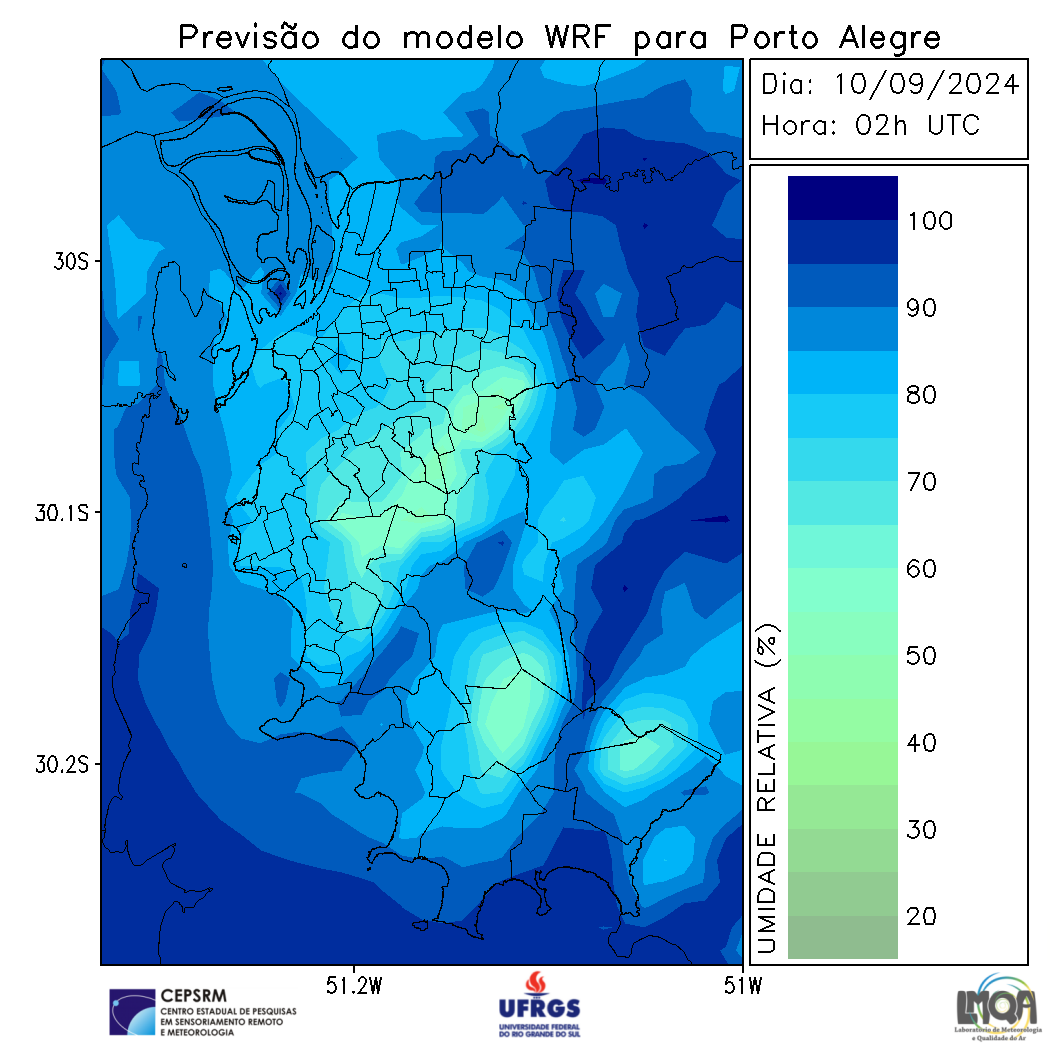 Previsão do modelo WRF para Porto Alegre
Dia: 10/09/2024
Hora: 02h UTC
30S
30.1S
30.2S
51.2W
51W
UMIDADE RELATIVA (%)
100
90
80
70
60
50
40
30
20
CEPSRM
CENTRO ESTADUAL DE PESQUISAS
EM SENSORIAMENTO REMOTO
E METEOROLOGIA
UFRGS
UNIVERSIDADE FEDERAL
DO RIO GRANDE DO SUL
LMQA
Laboratório de Meteorologia
e Qualidade do Ar